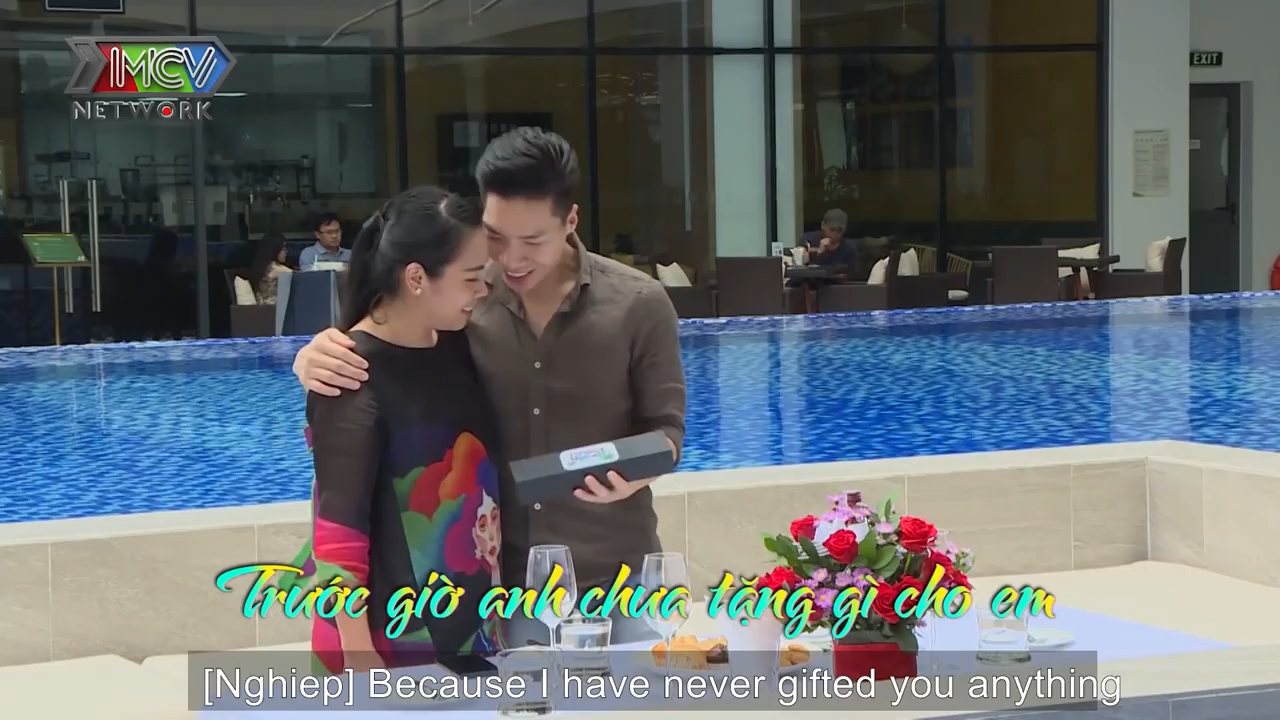 MCV
NETWORK
EXIT
Trước giờ anh chưa tặng gì cho em
[Nghiep] Because I have never gifted you anything